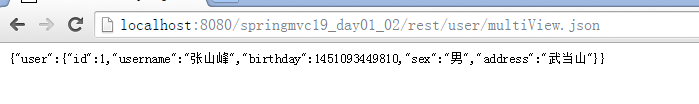 localhost:8080/springmvc19_day01_02/rest/user/multiView.json
{"user":{"id":1,"username":"张山峰","birthday":1451093449810,"sex":"男","address":"武当山"}}